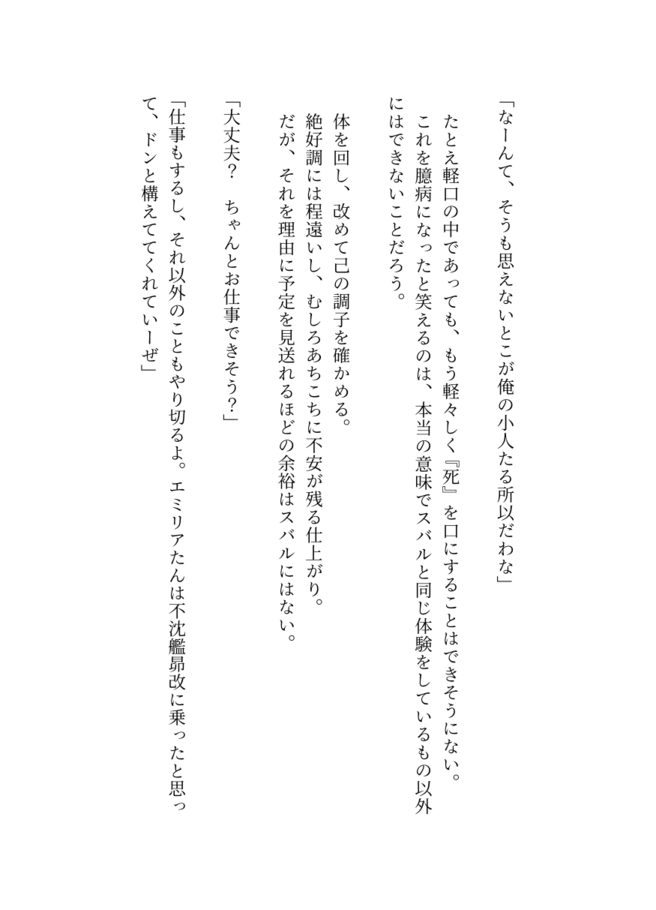 「なーんて、そうも思えないとこが俺の小人たる所以だわな」
たとえ軽口の中であっても、もう軽々しく『死』を口にすることはできそうにない。
これを臆病になったと笑えるのは、本当の意味でスバルと同じ体験をしているもの以外
にはできないことだろう。
体を回し、改めて己の調子を確かめる。
絶好調には程遠いし、むしろあちこちに不安が残る仕上がり。
だが、それを理由に予定を見送れるほどの余裕はスバルにはない。
「大丈夫？　ちゃんとお仕事できそう？」
「仕事もするし、それ以外のこともやり切るよ。エミリアたんは不沈艦昴改に乗ったと思っ
て、ドンと構えててくれていーぜ」